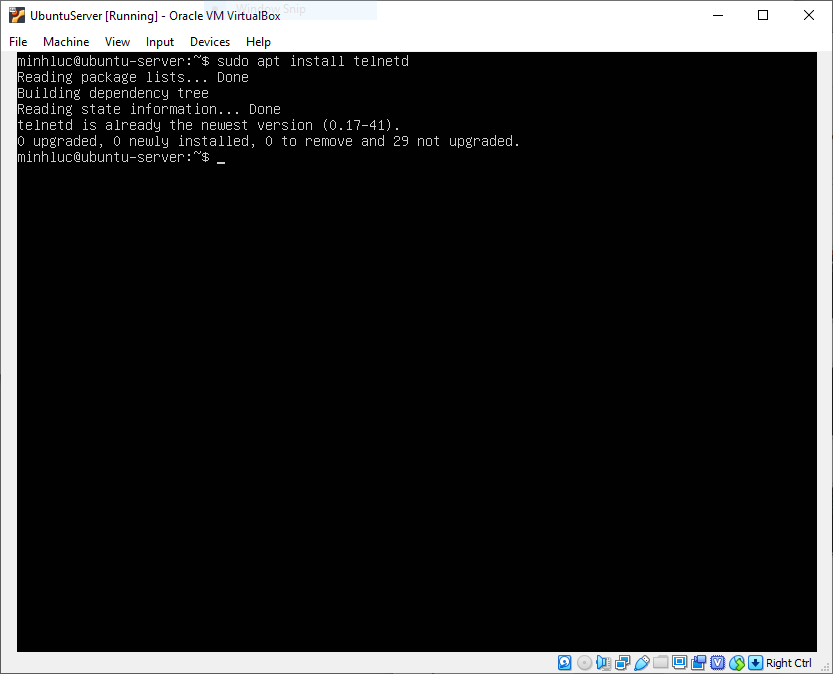 Window Snip
UbuntuServer [Running] - Oracle VM VirtualBox
File Machine View Input Devices Help
minhluc@ubuntu-server:~$ sudo apt install telnetd
Reading package lists... Done
Building dependency tree
Reading state information... Done
telnetd is already the newest version (0.17-41).
0 upgraded, 0 newly installed, 0 to remove and 29 not upgraded.
minhluc@ubuntu-server:~$ _
Right Ctrl